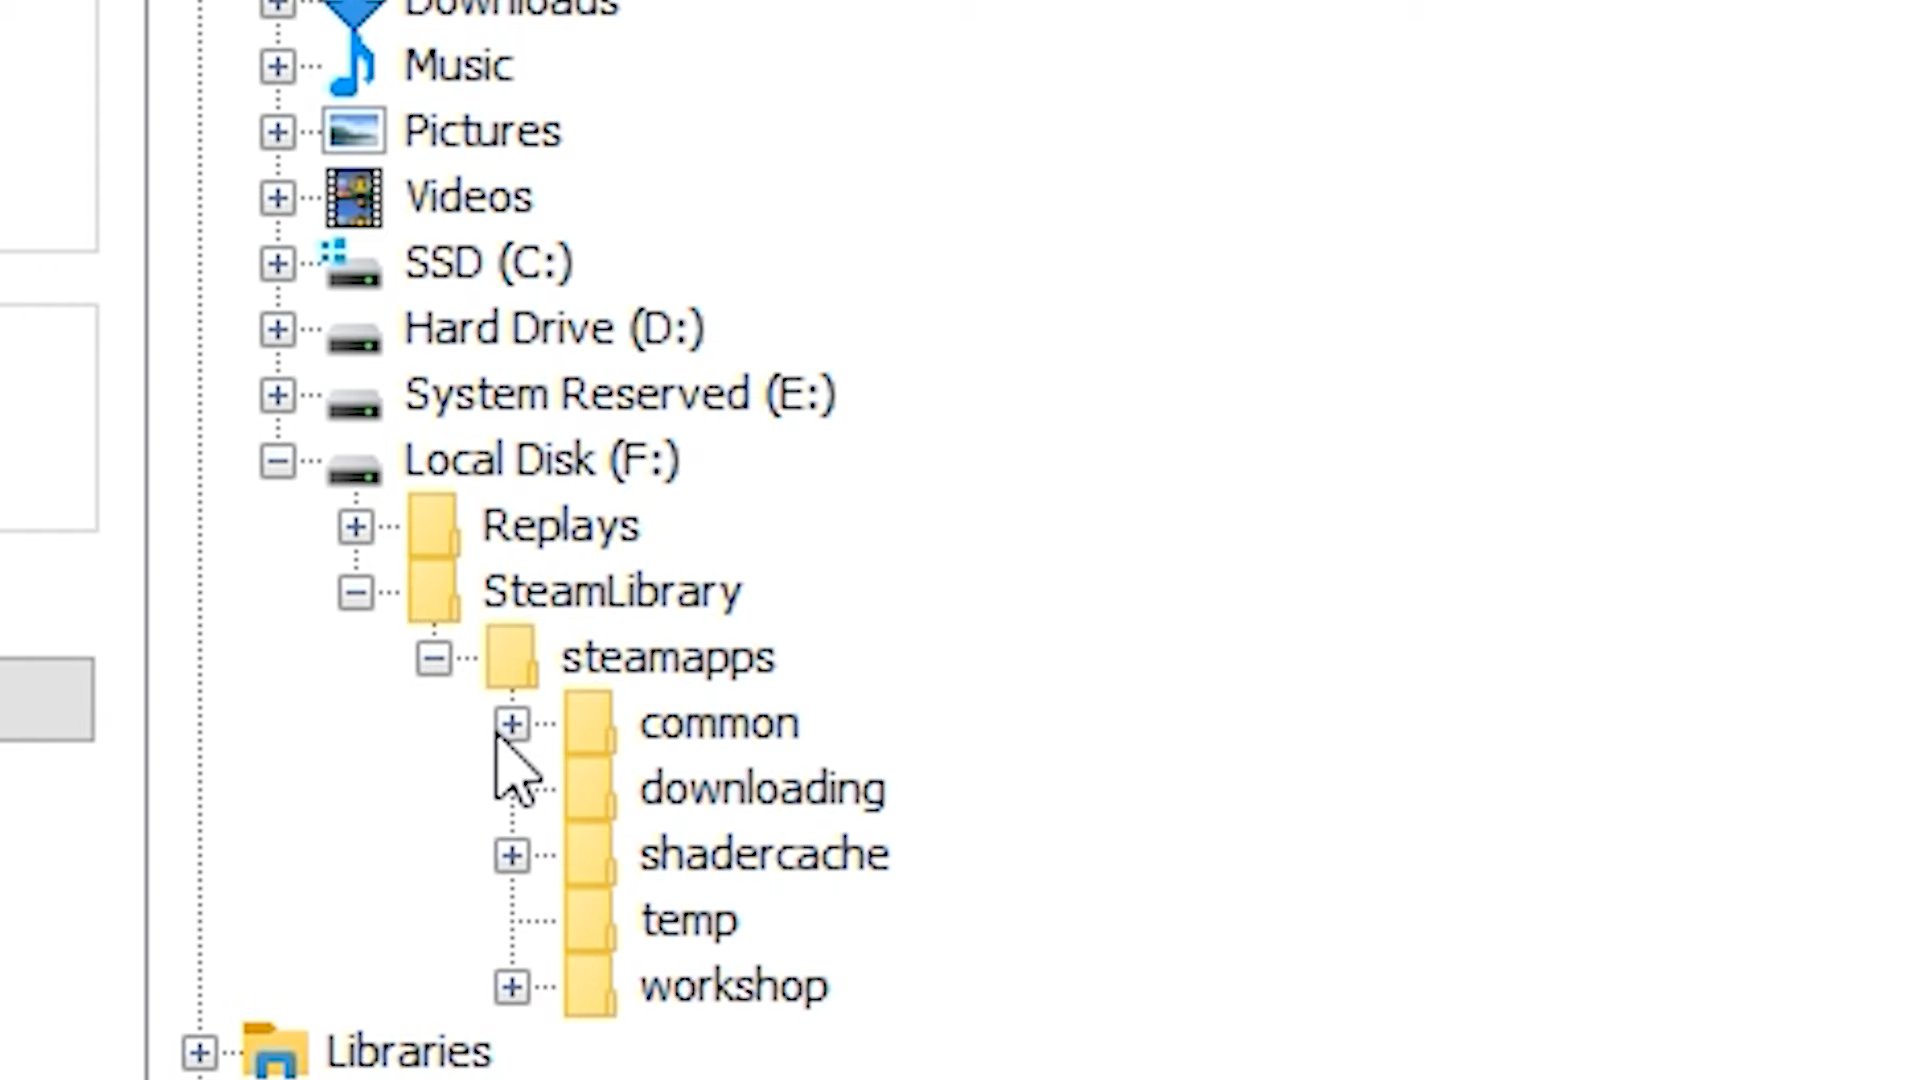 Downloads
Music
Pictures
Videos
SSD (C:)
Hard Drive (D:)
System Reserved (E:)
Local Disk (F:)
Replays
SteamLibrary
steamapps
common
downloading
shadercache
temp
workshop
Libraries